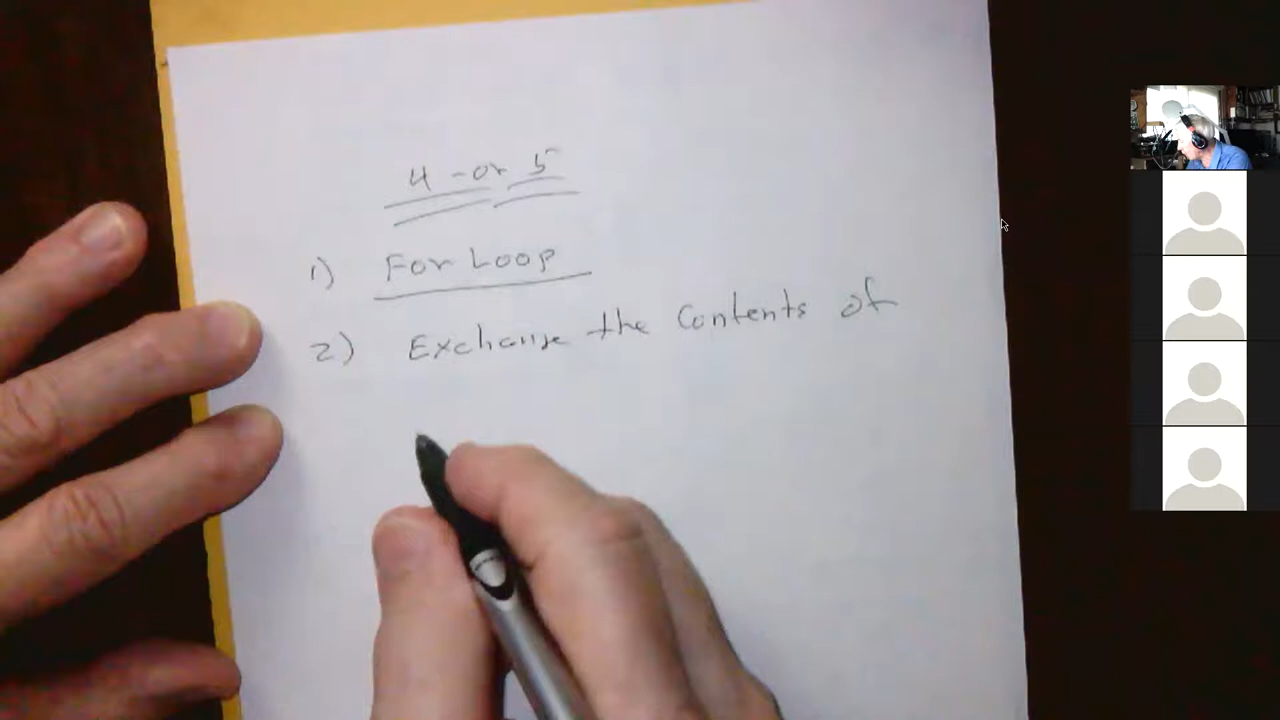 4 - or 5
1) For Loop
2) Exchange the Contents of